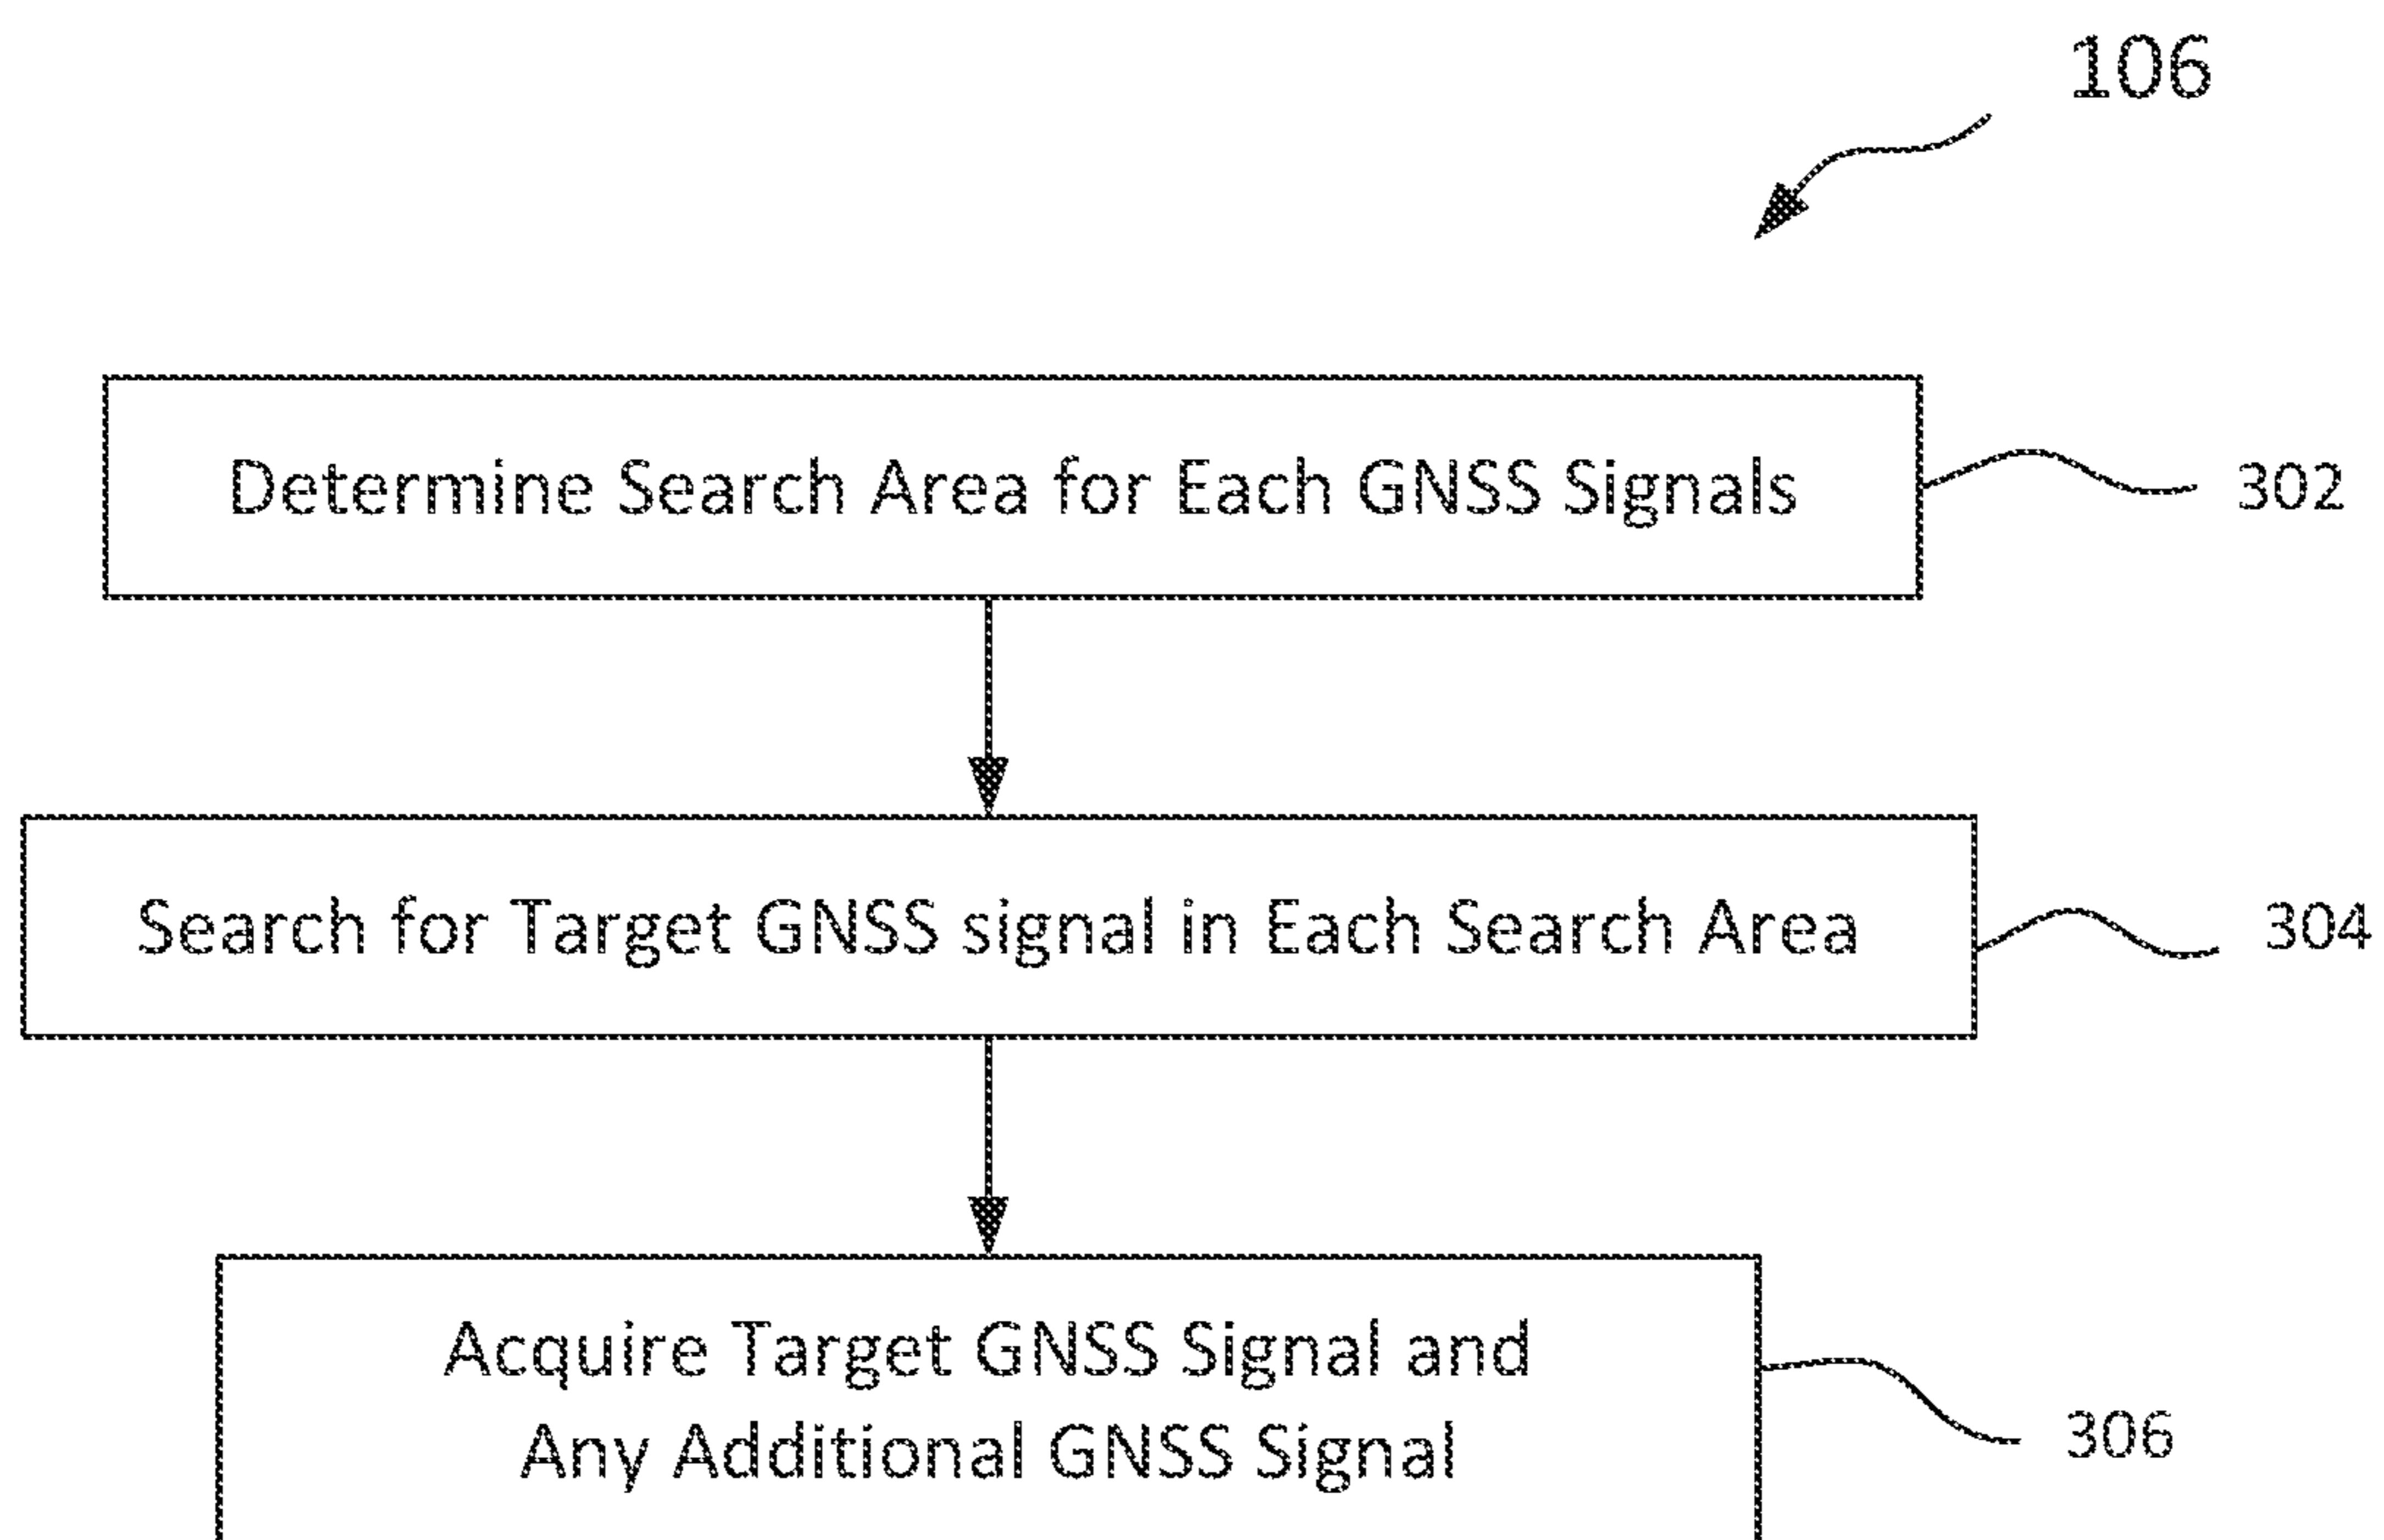 106
Determine Search Area for Each GNSS Signals
302
Search for Target GNSS signal in Each Search Area
304
Acquire Target GNSS Signal and
Any Additional GNSS Signal
306